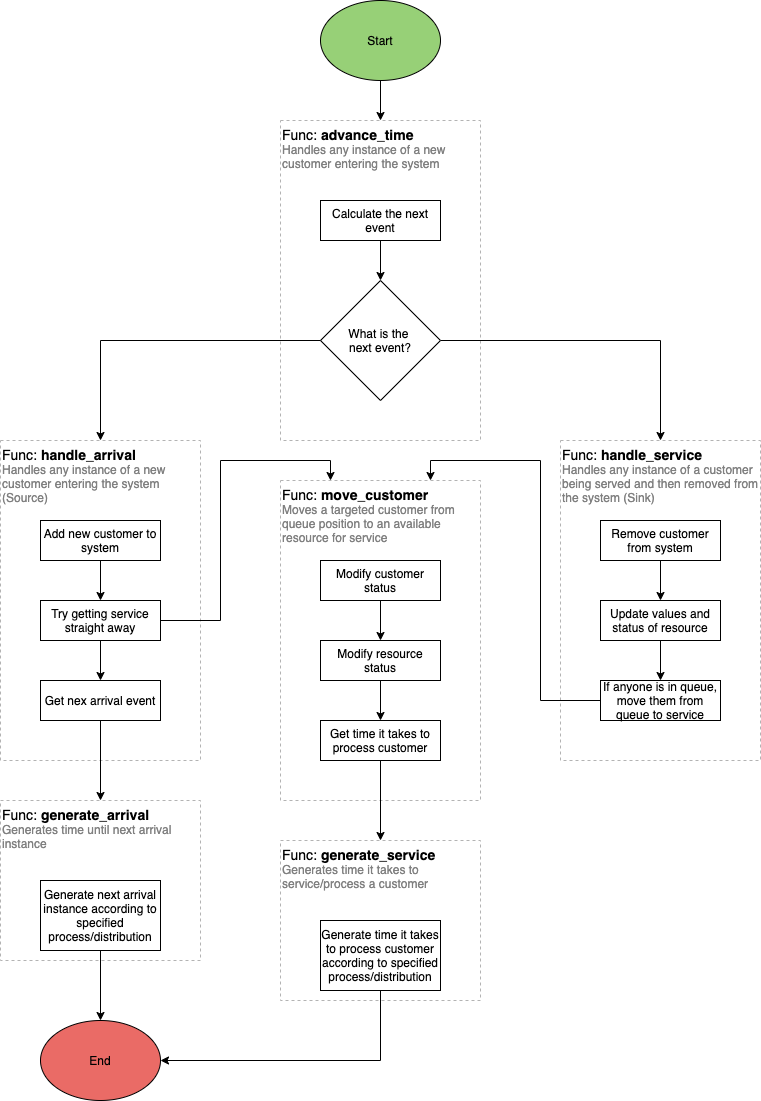 Start
Func: advance_time
Handles any instance of a new
customer entering the system
Calculate the next
event
What is the
next event?
Func: handle_arrival
Handles any instance of a new
customer entering the system
(Source)
Add new customer to
system
Try getting service
straight away
Get nex arrival event
Func: move_customer
Moves a targeted customer from
queue position to an available
resource for service
Modify customer
status
Modify resource
status
Get time it takes to
process customer
Func: handle_service
Handles any instance of a customer
being served and then removed from
the system (Sink)
Remove customer
from system
Update values and
status of resource
If anyone is in queue,
move them from
queue to service
Func: generate_arrival
Generates time until next arrival
instance
Generate next arrival
instance according to
specified
process/distribution
Func: generate_service
Generates time it takes to
service/process a customer
Generate time it takes
to process customer
according to specified
process/distribution
End